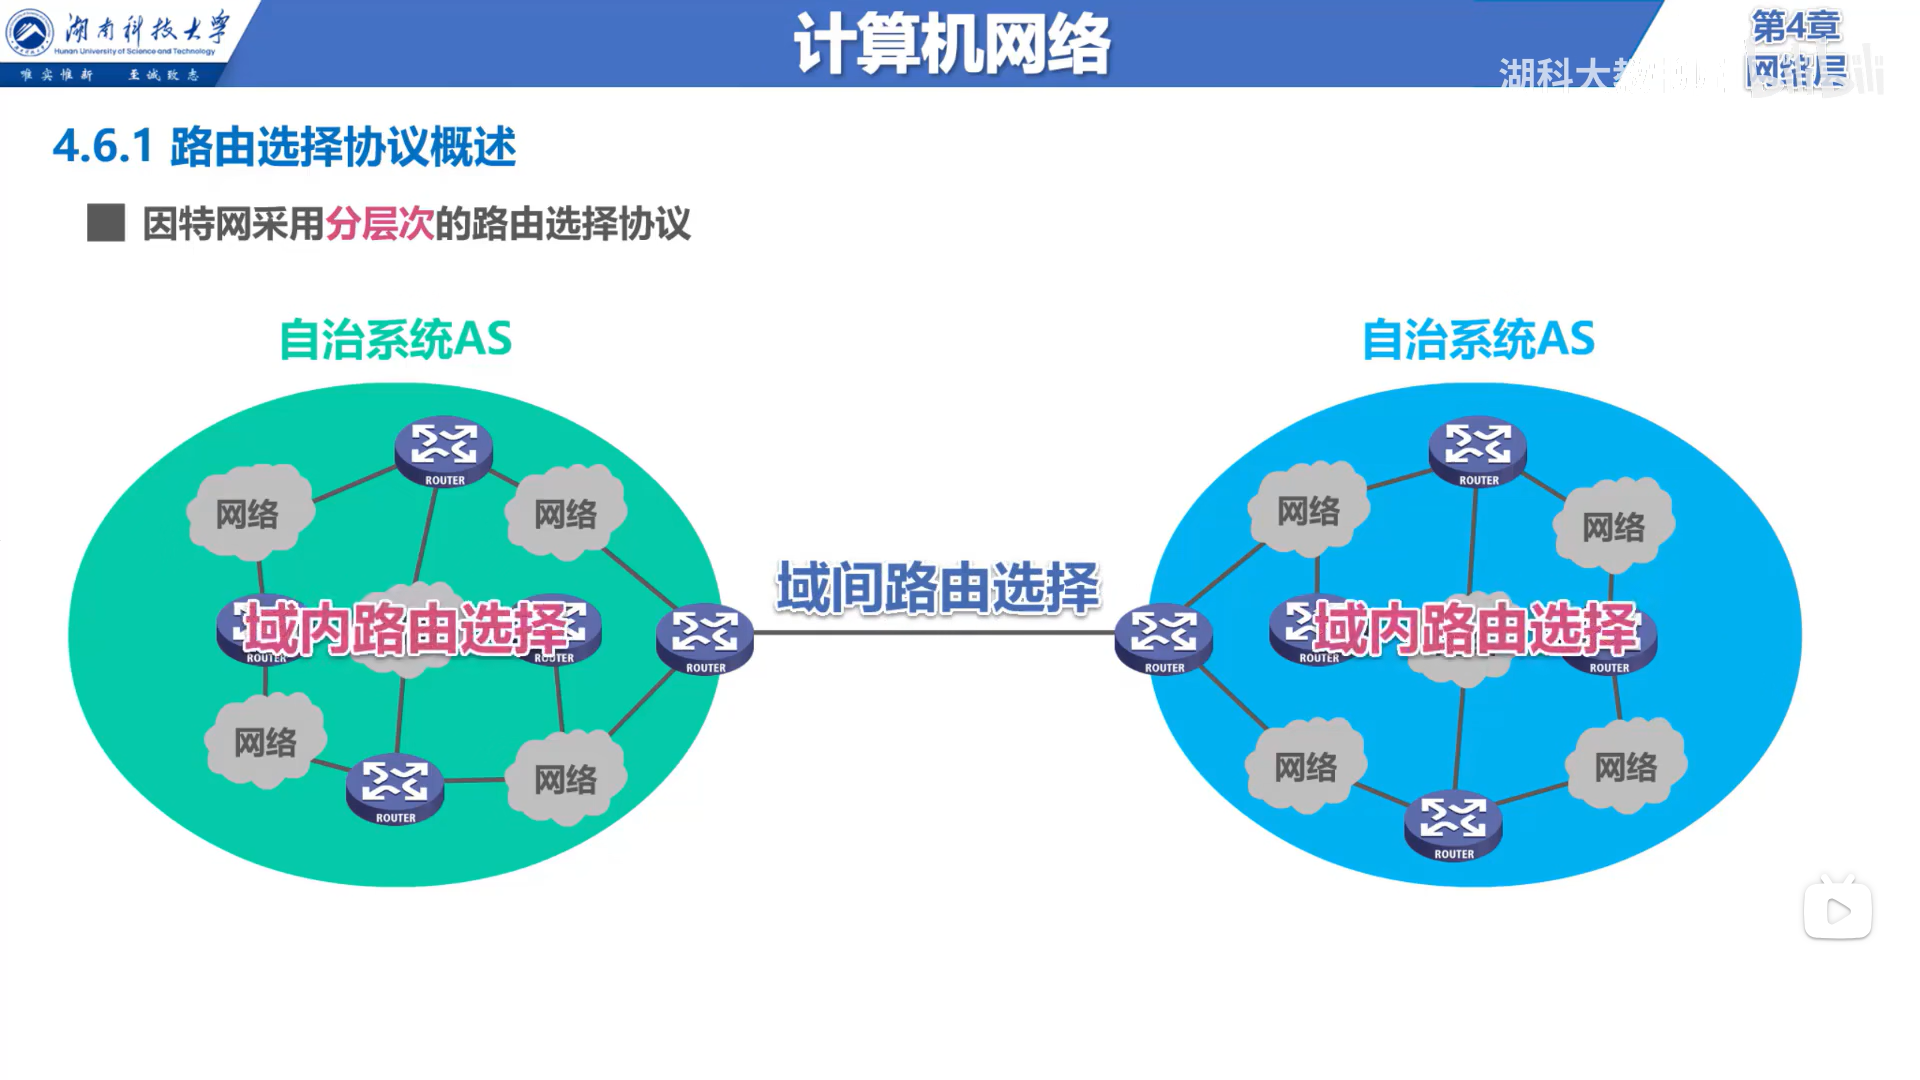 湖南科技大学
Hunan University of Science and Technology
唯实惟新 至诚致志
计算机网络
第4章
网络层
湖科大教
bilibili
4.6.1 路由选择协议概述
因特网采用分层次的路由选择协议
自治系统AS
自治系统AS
ROUTER
ROUTER
网络
网络
网络
网络
域间路由选择
域内路由选择
域内路由选择
ROUTER
ROUTER
ROUTER
ROUTER
ROUTER
ROUTER
网络
网络
网络
网络
ROUTER
ROUTER